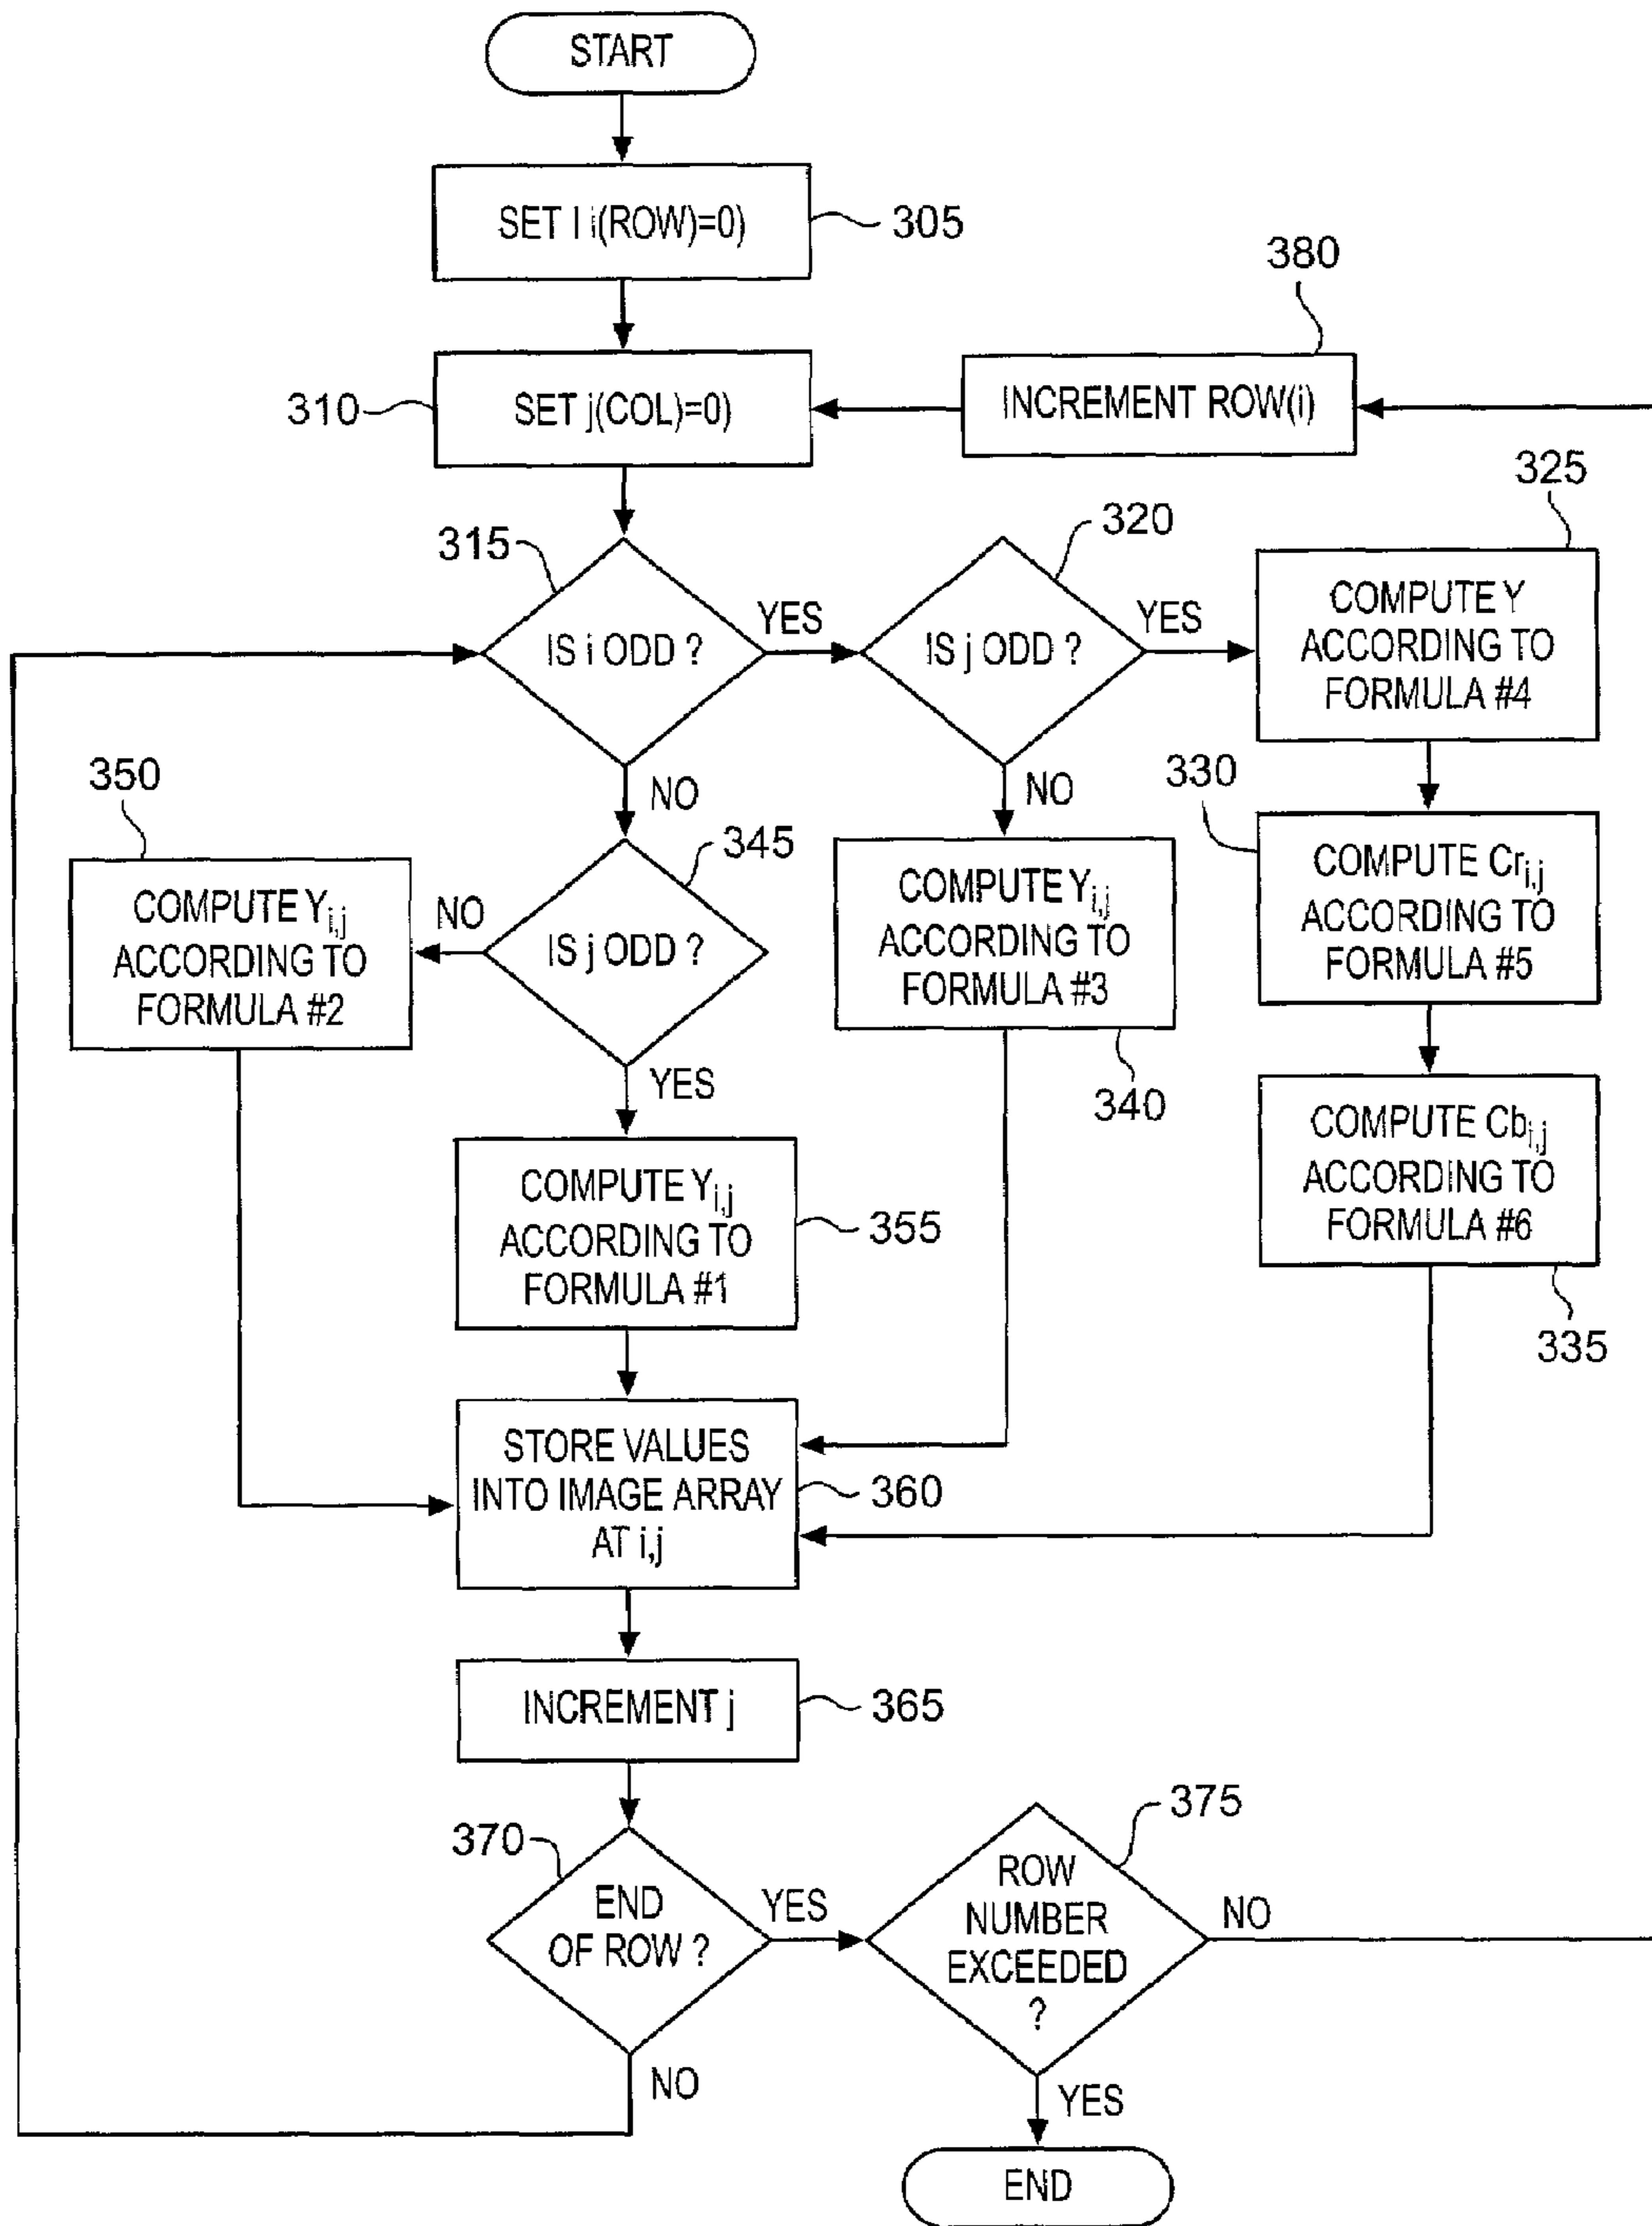 START
SET I i(ROW)=0)
305
380
310
SET j(COL)=0)
INCREMENT ROW(i)
325
315
320
IS i ODD ?
YES
IS j ODD ?
YES
COMPUTE Y
ACCORDING TO
FORMULA #4
NO
NO
350
345
330
COMPUTE Yi,j
ACCORDING TO
FORMULA #2
NO
IS j ODD ?
COMPUTE Yi,j
ACCORDING TO
FORMULA #3
COMPUTE Cri,j
ACCORDING TO
FORMULA #5
YES
340
COMPUTE Yi,j
ACCORDING TO
FORMULA #1
355
COMPUTE Cbi,j
ACCORDING TO
FORMULA #6
335
STORE VALUES
INTO IMAGE ARRAY
AT i,j
360
INCREMENT j
365
370
375
END
OF ROW ?
YES
ROW
NUMBER
EXCEEDED
?
NO
NO
YES
END